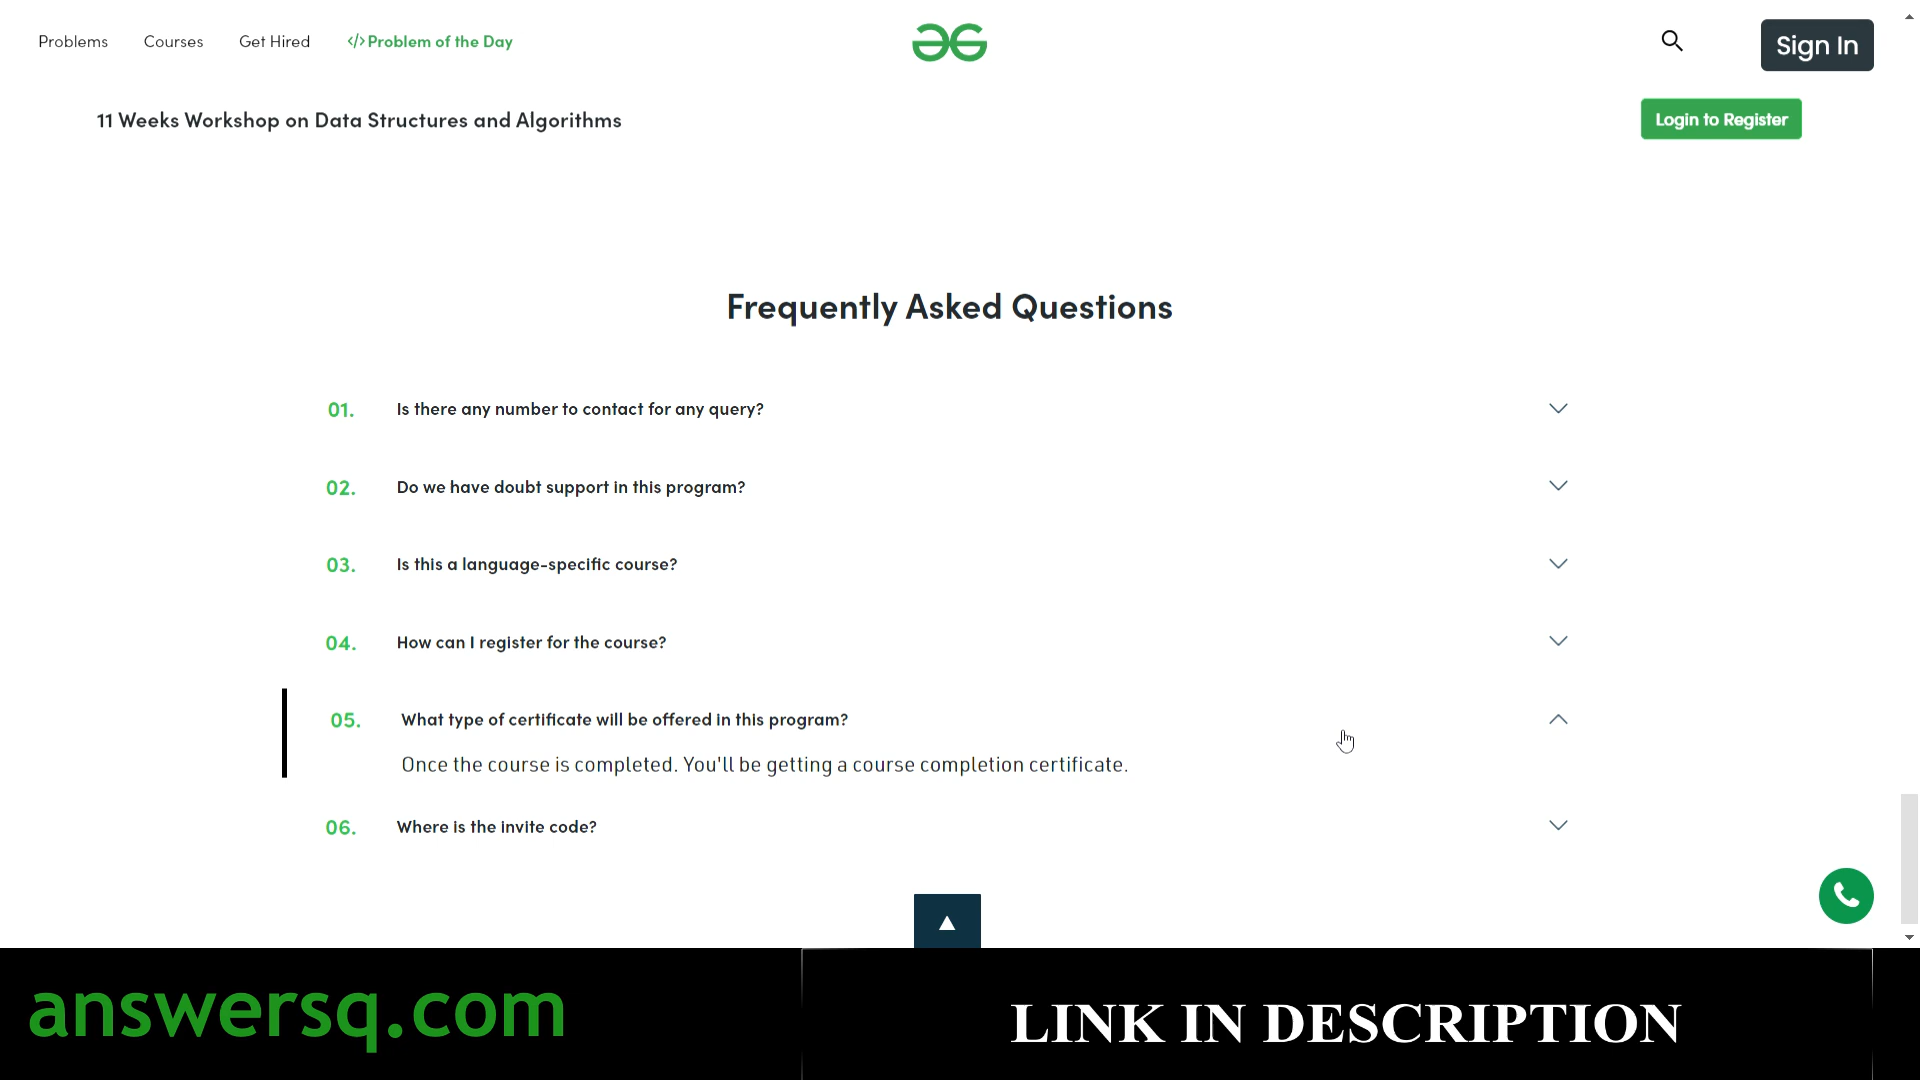 Problems
Courses
Get Hired
</>Problem of the Day
Sign In
11 Weeks Workshop on Data Structures and Algorithms
Login to Register
Frequently Asked Questions
01. Is there any number to contact for any query?
02. Do we have doubt support in this program?
03. Is this a language-specific course?
04. How can I register for the course?
05. What type of certificate will be offered in this program?
Once the course is completed. You'll be getting a course completion certificate.
06. Where is the invite code?
answersq.com
LINK IN DESCRIPTION